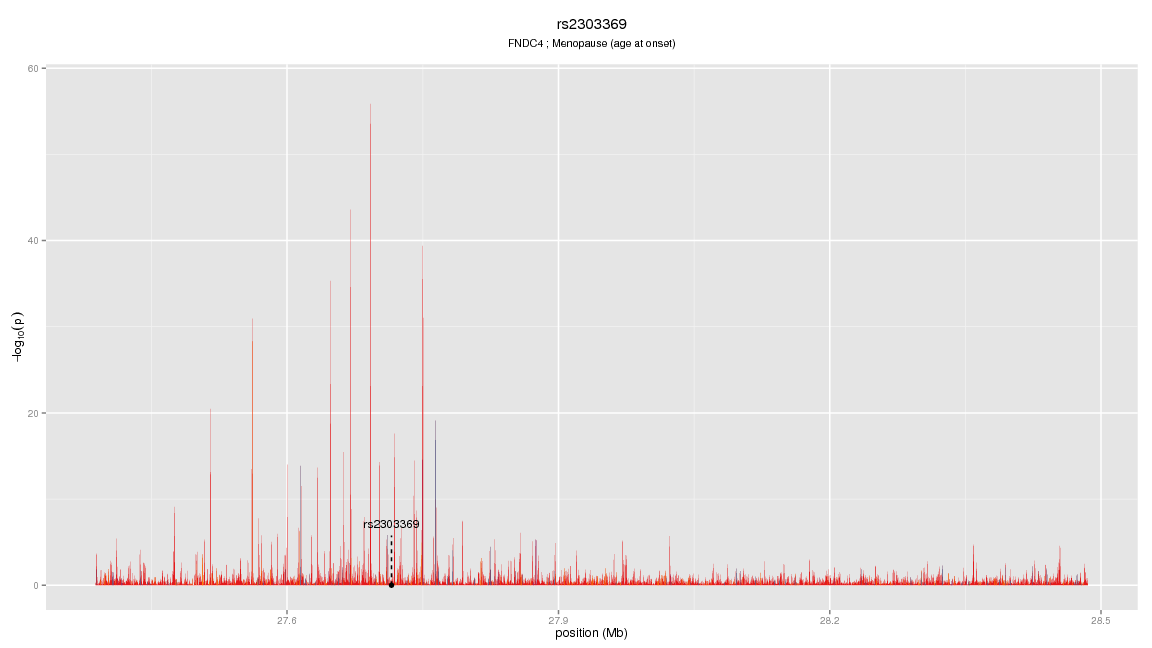 rs2303369
FNDC4 ; Menopause (age at onset)
60
40
20
0
−log10(p)
rs2303369
27.6
27.9
28.2
28.5
position (Mb)